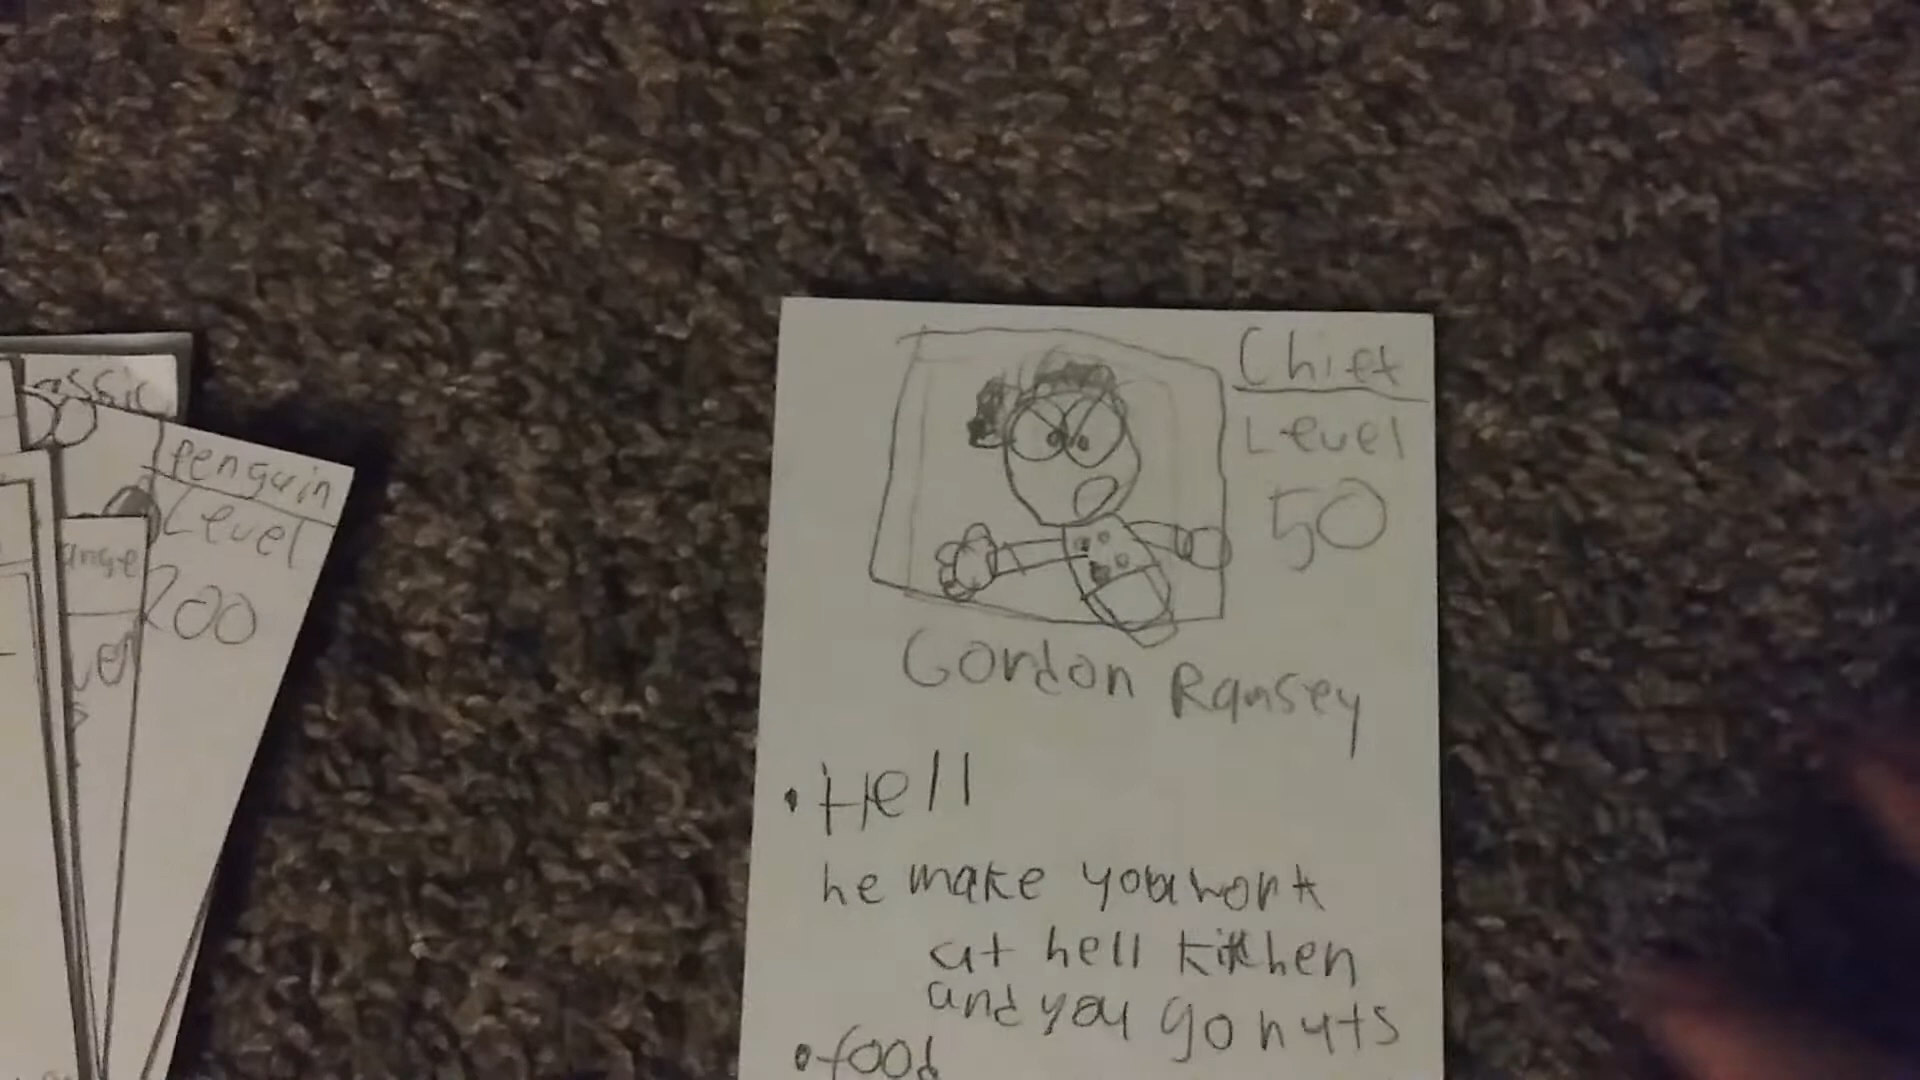 Chief
Level
50
Gordon Ramsey
• Hell
he make you work
at hell kitchen
and you go nuts
• food
penguin
Level
200